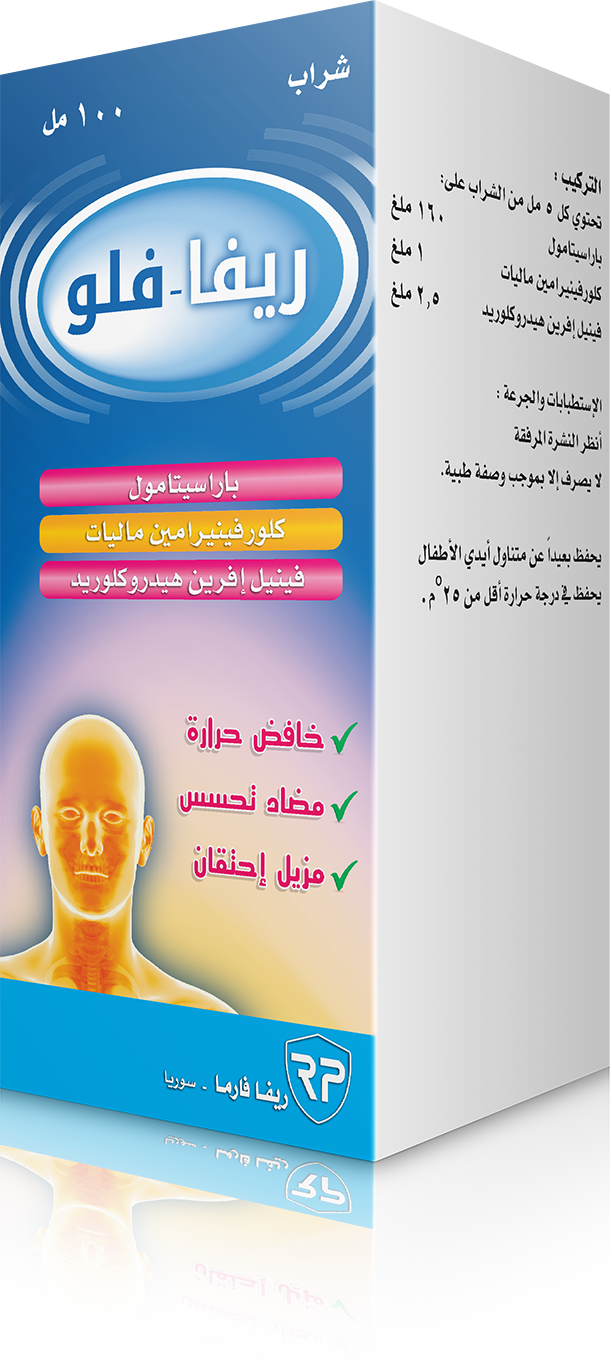 شراب
١٠٠ مل
ريفا-فلو
باراسيتامول
كلورفينيرامين ماليات
فينيل إفرين هيدروكلوريد
خافض حرارة
مضاد تحسس
مزيل إحتقان
RP
ريفا فارما - سوريا
التركيب :
تحتوي كل ٥ مل من الشراب على:
باراسيتامول ١٦٠ ملغ
كلورفينيرامين ماليات ١ ملغ
فينيل إفرين هيدروكلوريد ٢,٥ ملغ
الإستطبابات والجرعة :
أنظر النشرة المرفقة
لا يصرف إلا بموجب وصفة طبية.
يحفظ بعيداً عن متناول أيدي الأطفال
يحفظ في درجة حرارة أقل من ٢٥°م.